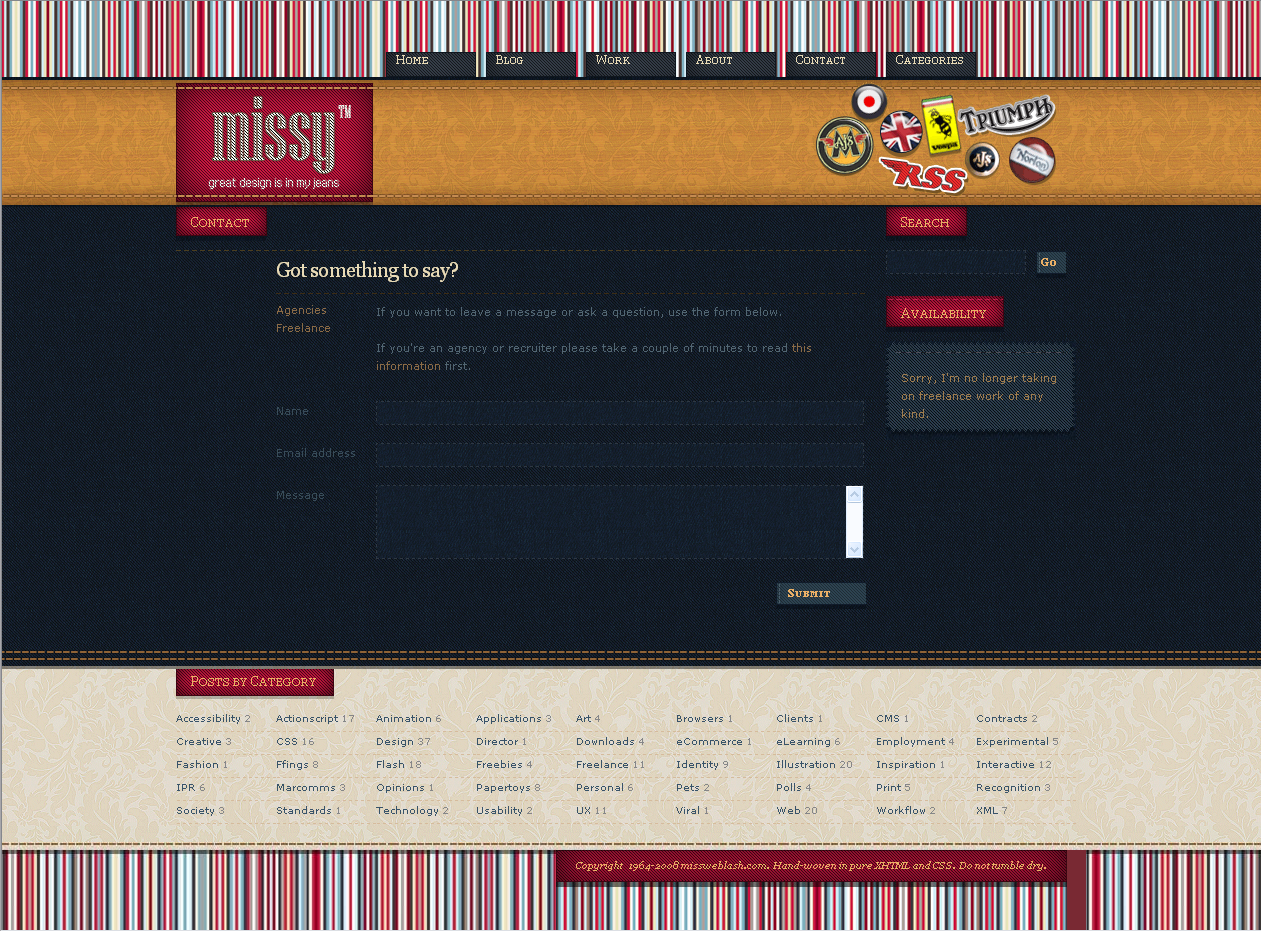 Home Blog Work About Contact Categories
missy™
great design is in my jeans
AJS
M
vespa
TRIUMPH
AJS
Norton
RSS
Contact
Search
Go
Got something to say?
Agencies
Freelance
If you want to leave a message or ask a question, use the form below.
If you're an agency or recruiter please take a couple of minutes to read this
information first.
Name
Email address
Message
Submit
Availability
Sorry, I'm no longer taking
on freelance work of any
kind.
Posts by Category
Accessibility 2 Actionscript 17 Animation 6 Applications 3 Art 4 Browsers 1 Clients 1 CMS 1 Contracts 2
Creative 3 CSS 16 Design 37 Director 1 Downloads 4 eCommerce 1 eLearning 6 Employment 4 Experimental 5
Fashion 1 Ffings 8 Flash 18 Freebies 4 Freelance 11 Identity 9 Illustration 20 Inspiration 1 Interactive 12
IPR 6 Marcomms 3 Opinions 1 Papertoys 8 Personal 6 Pets 2 Polls 4 Print 5 Recognition 3
Society 3 Standards 1 Technology 2 Usability 2 UX 11 Viral 1 Web 20 Workflow 2 XML 7
Copyright 1964-2008 missweblash.com. Hand-woven in pure XHTML and CSS. Do not tumble dry.